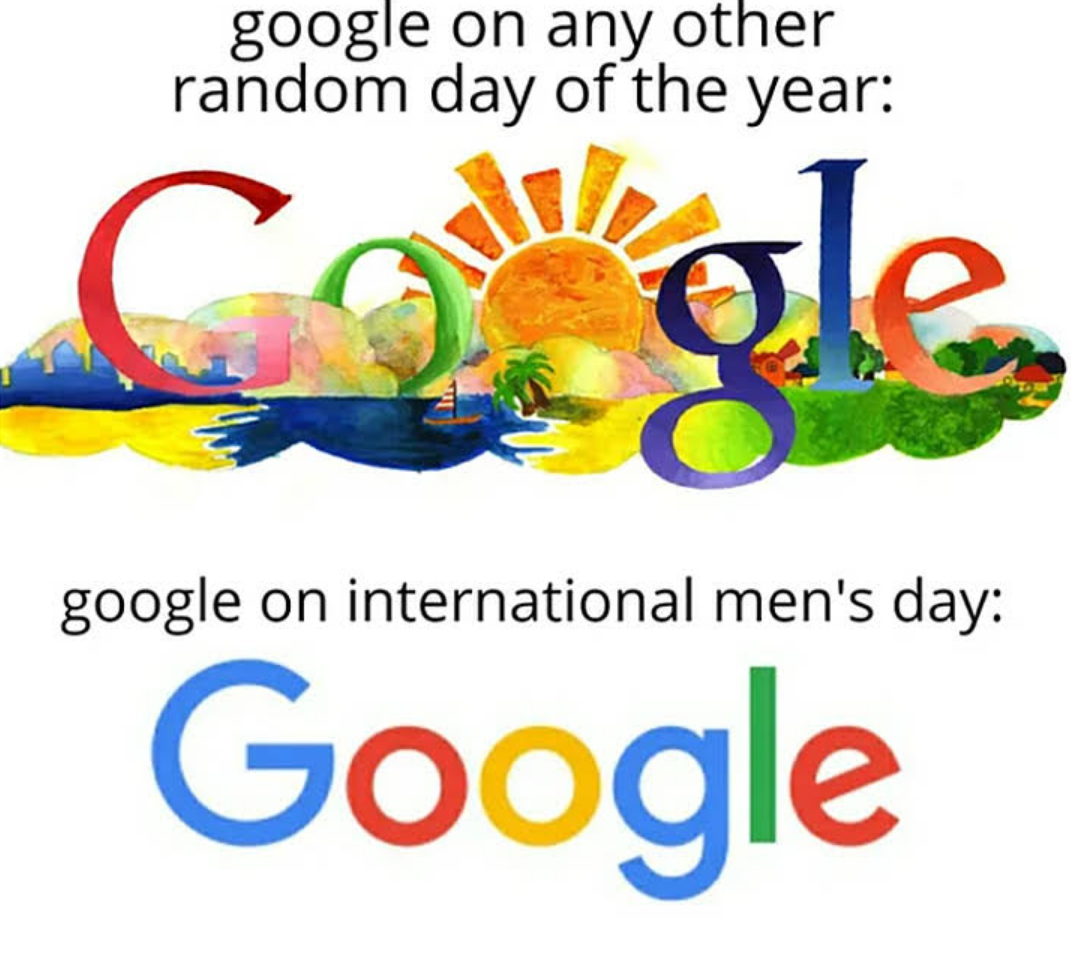 google on any other
random day of the year:
Google
google on international men's day:
Google